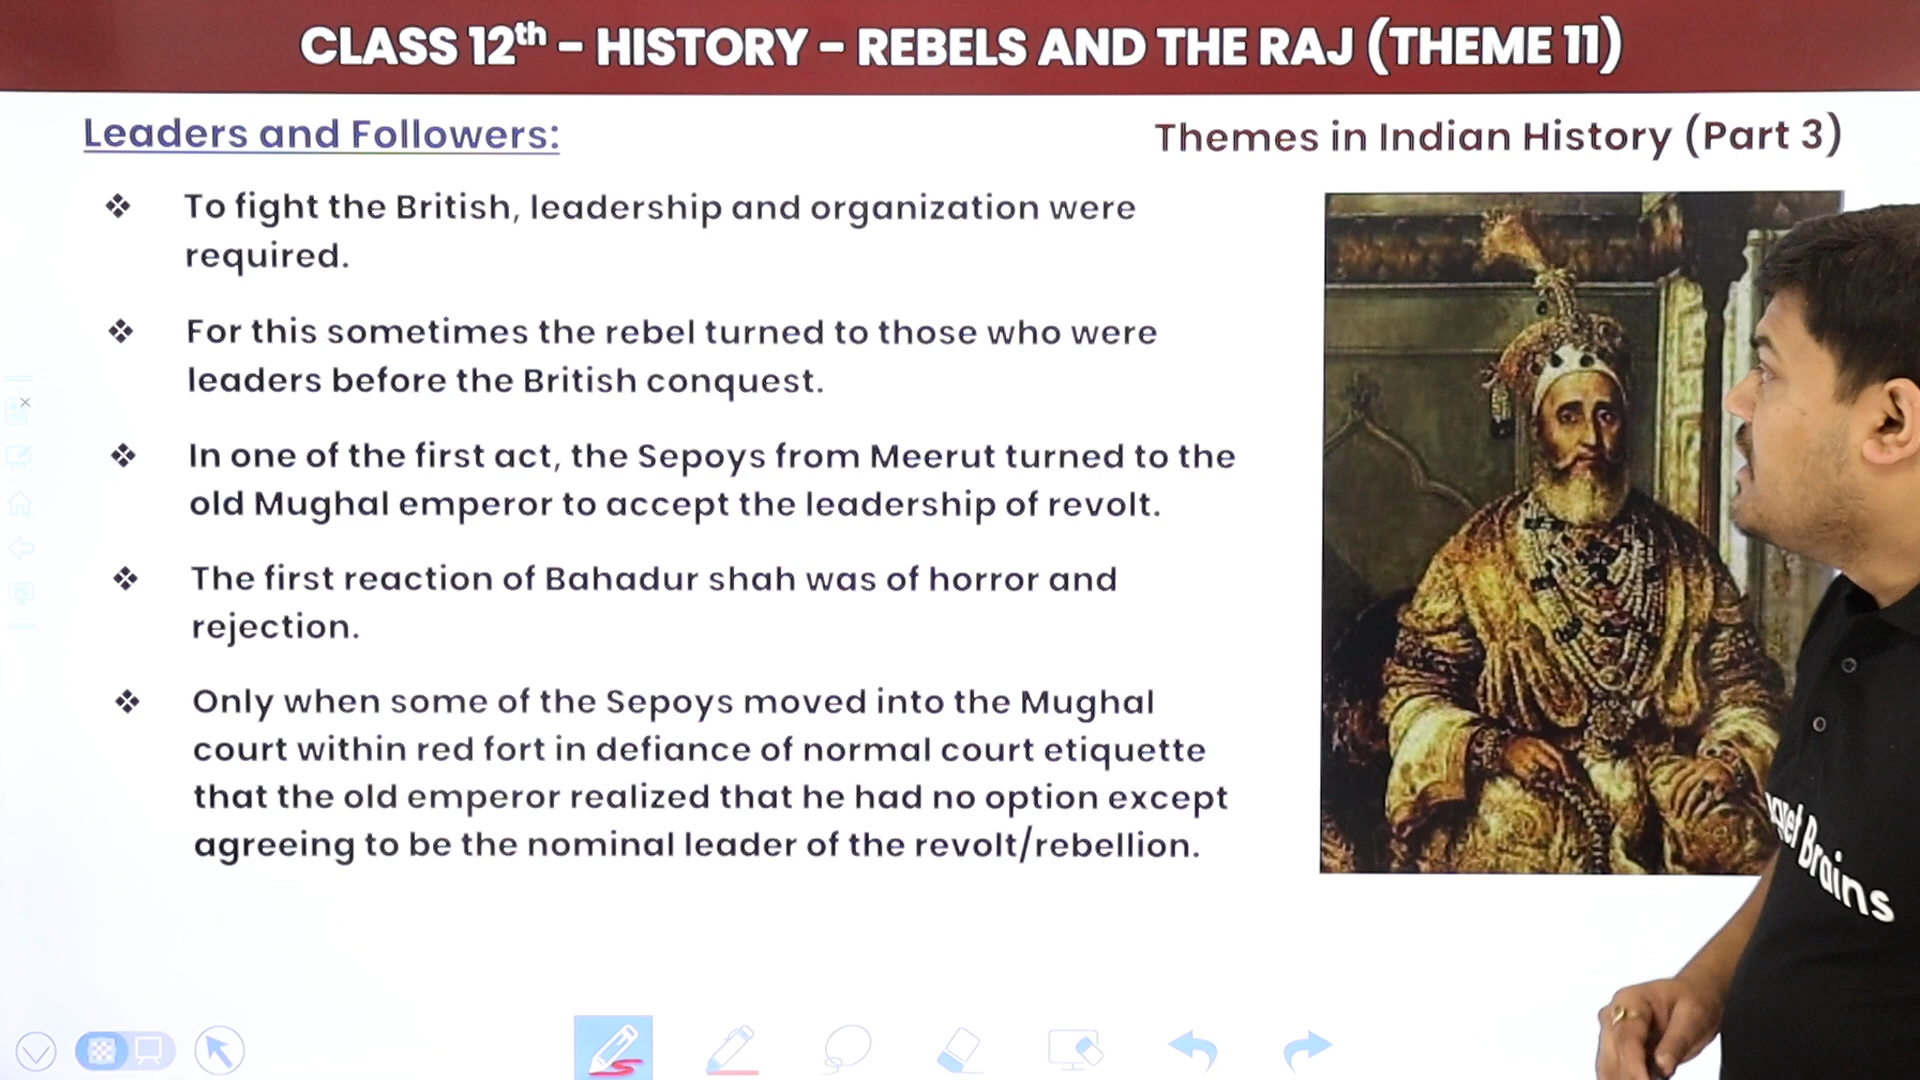 CLASS 12th – HISTORY – REBELS AND THE RAJ (THEME 11)
Leaders and Followers:
Themes in Indian History (Part 3)
❖ To fight the British, leadership and organization were
required.
❖ For this sometimes the rebel turned to those who were
leaders before the British conquest.
❖ In one of the first act, the Sepoys from Meerut turned to the
old Mughal emperor to accept the leadership of revolt.
❖ The first reaction of Bahadur shah was of horror and
rejection.
❖ Only when some of the Sepoys moved into the Mughal
court within red fort in defiance of normal court etiquette
that the old emperor realized that he had no option except
agreeing to be the nominal leader of the revolt/rebellion.
Brains